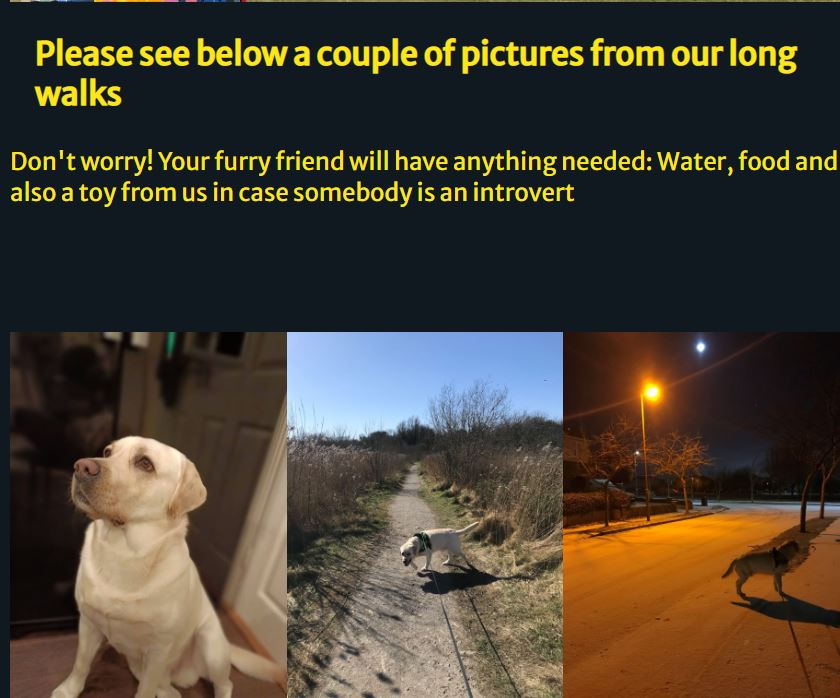 Please see below a couple of pictures from our long
walks
Don't worry! Your furry friend will have anything needed: Water, food and
also a toy from us in case somebody is an introvert